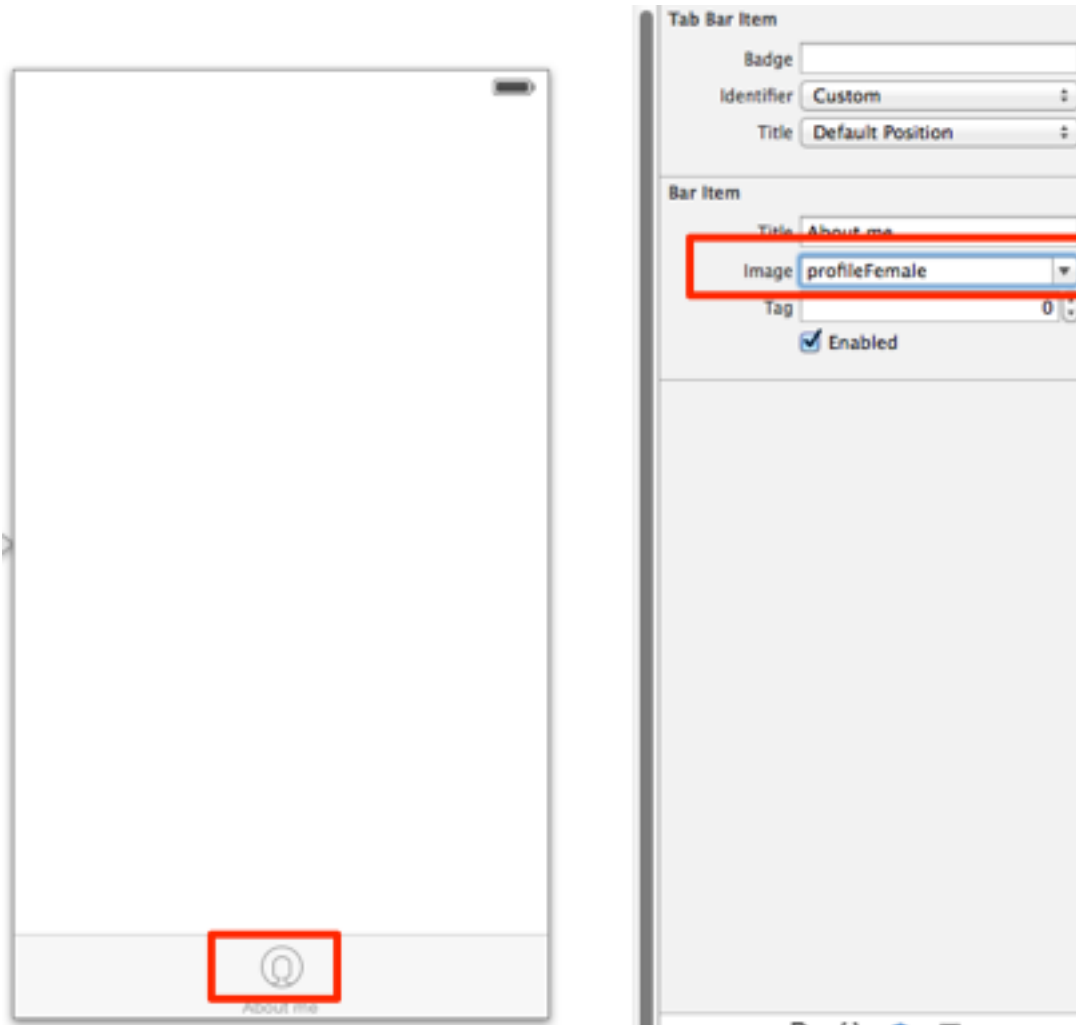 Tab Bar Item
Badge
Identifier Custom
Title Default Position
Bar Item
Title About me
Image profileFemale
Tag 0
Enabled
About me